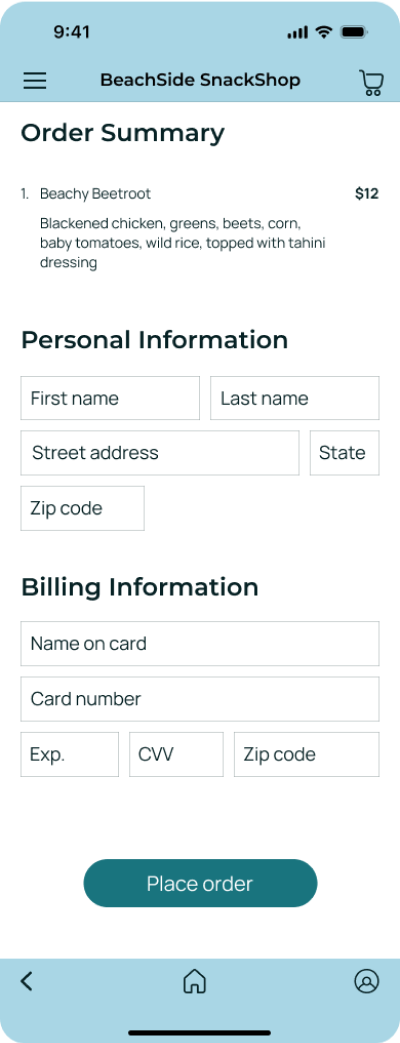 9:41
BeachSide SnackShop
Order Summary
1. Beachy Beetroot $12
Blackened chicken, greens, beets, corn,
baby tomatoes, wild rice, topped with tahini
dressing
Personal Information
First name Last name
Street address State
Zip code
Billing Information
Name on card
Card number
Exp. CVV Zip code
Place order